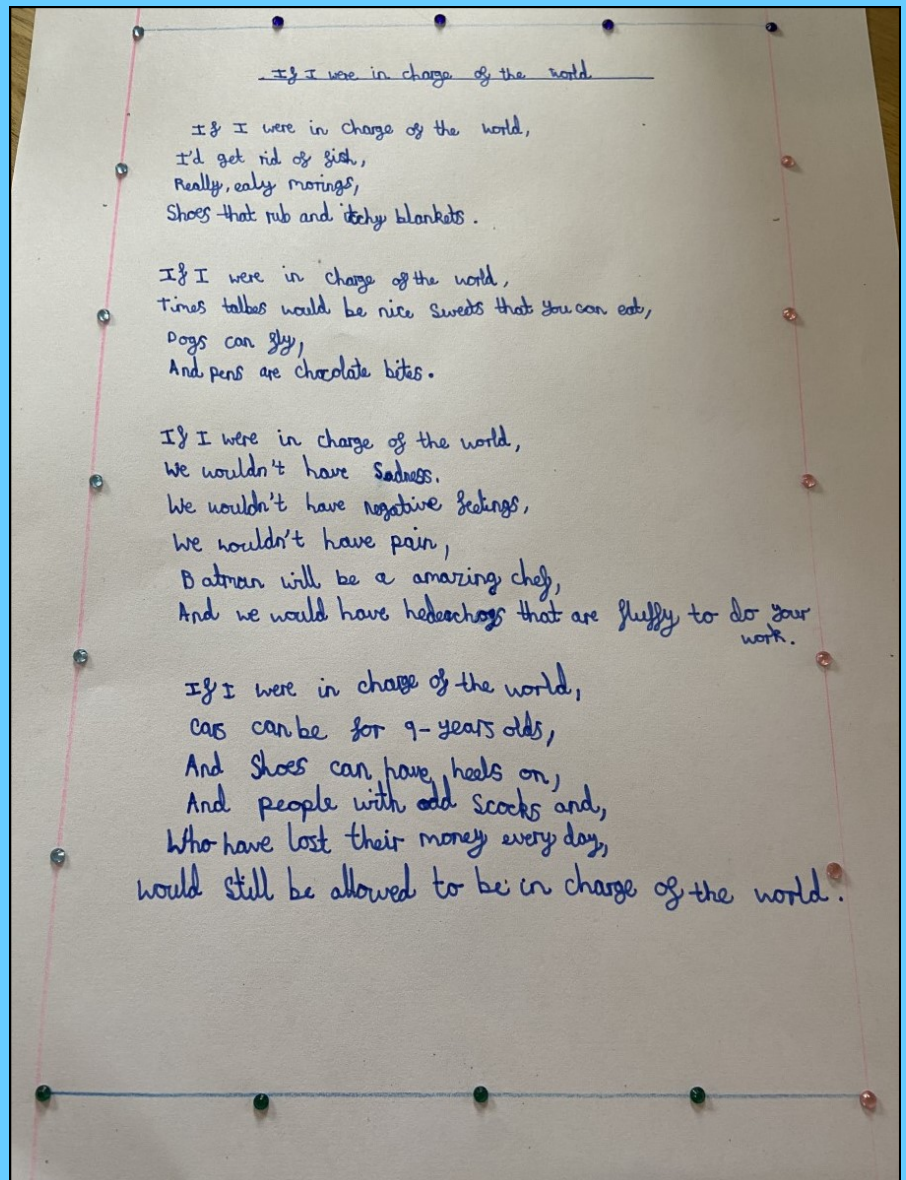 If I were in charge of the world
If I were in charge of the world,
I'd get rid of fish,
Really, ealy morings,
Shoes that rub and itchy blankets.
If I were in charge of the world,
Times talbes would be nice sweets that you can eat,
Dogs can fly,
And pens are chocolate bites.
If I were in charge of the world,
We wouldn't have Sadness.
We wouldn't have negative feelings,
We wouldn't have pain,
Batman will be a amazing chef,
And we would have hedeschogs that are fluffy to do your
work.
If I were in charge of the world,
Cars can be for 9-years olds,
And Shoes can have heels on,
And people with odd Scocks and,
Who have lost their money every day,
would still be allowed to be in charge of the world.